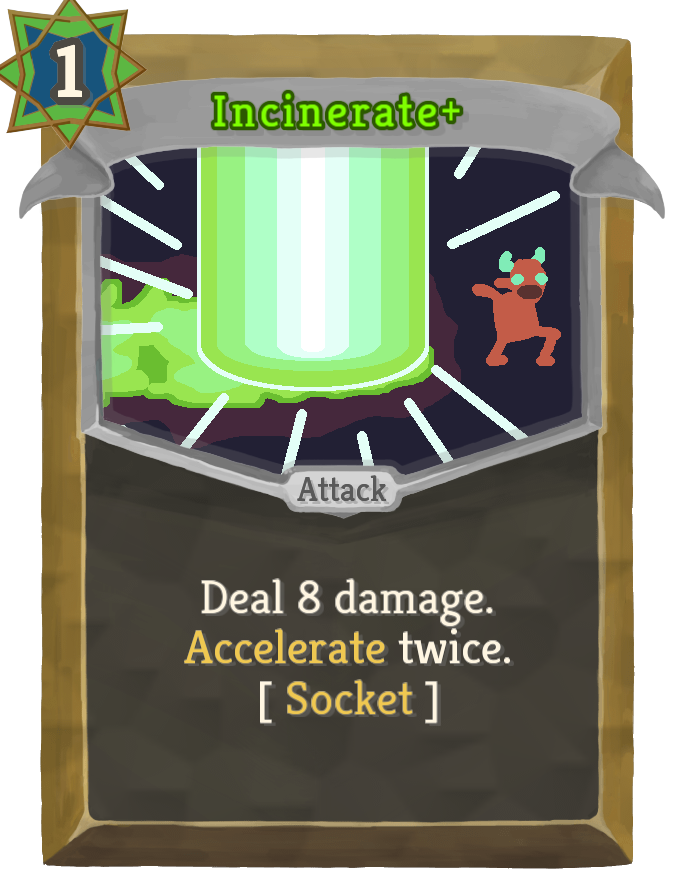 1
Incinerate+
Attack
Deal 8 damage.
Accelerate twice.
[ Socket ]